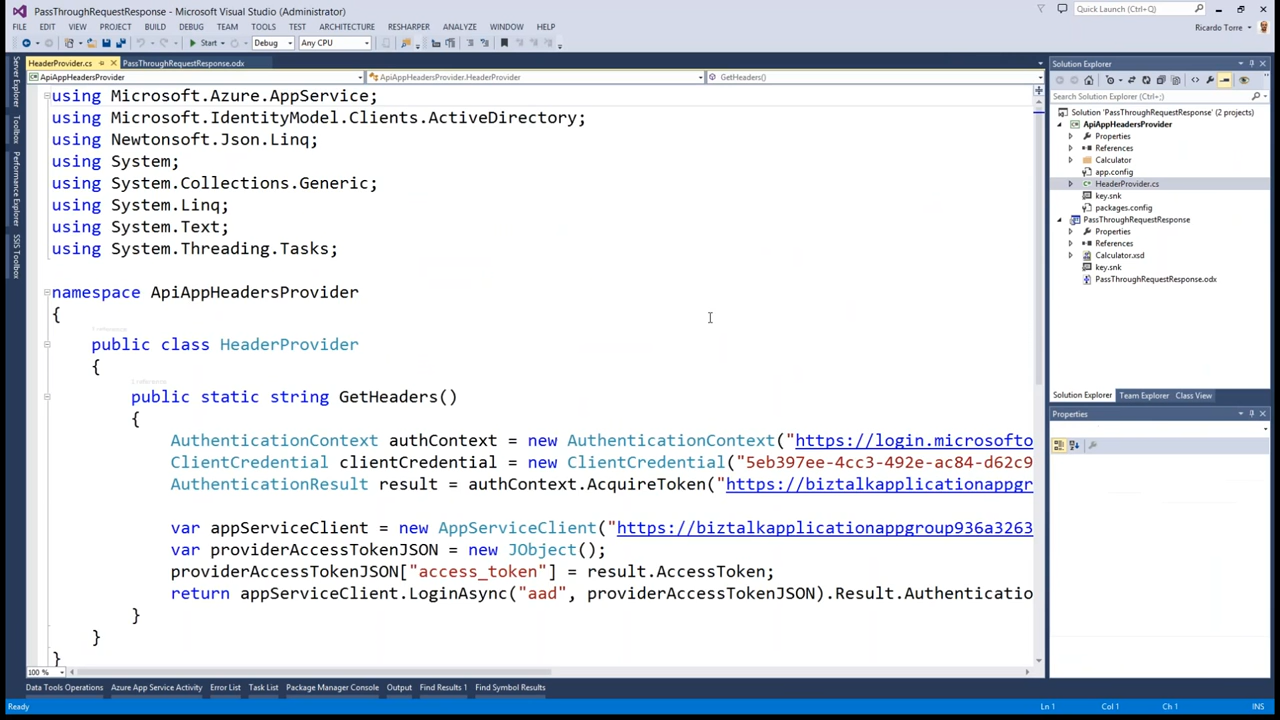 PassThroughRequestResponse - Microsoft Visual Studio (Administrator)
Quick Launch (Ctrl+Q)
FILE EDIT VIEW PROJECT BUILD DEBUG TEAM TOOLS TEST ARCHITECTURE RESHARPER ANALYZE WINDOW HELP
Ricardo Torre
Start Debug Any CPU
HeaderProvider.cs PassThroughRequestResponse.odx
ApiAppHeadersProvider ApiAppHeadersProvider.HeaderProvider GetHeaders()
Server Explorer
Toolbox
Performance Explorer
SSIS Toolbox
using Microsoft.Azure.AppService;
using Microsoft.IdentityModel.Clients.ActiveDirectory;
using Newtonsoft.Json.Linq;
using System;
using System.Collections.Generic;
using System.Linq;
using System.Text;
using System.Threading.Tasks;
namespace ApiAppHeadersProvider
{
public class HeaderProvider
{
public static string GetHeaders()
{
AuthenticationContext authContext = new AuthenticationContext("https://login.microsofto
ClientCredential clientCredential = new ClientCredential("5eb397ee-4cc3-492e-ac84-d62c9
AuthenticationResult result = authContext.AcquireToken("https://biztalkapplicationappgr
var appServiceClient = new AppServiceClient("https://biztalkapplicationappgroup936a3263
var providerAccessTokenJSON = new JObject();
providerAccessTokenJSON["access_token"] = result.AccessToken;
return appServiceClient.LoginAsync("aad", providerAccessTokenJSON).Result.Authentication
}
}
}
100 %
Solution Explorer
Search Solution Explorer (Ctrl+;)
Solution 'PassThroughRequestResponse' (2 projects)
ApiAppHeadersProvider
Properties
References
Calculator
app.config
HeaderProvider.cs
key.snk
packages.config
PassThroughRequestResponse
Properties
References
Calculator.xsd
key.snk
PassThroughRequestResponse.odx
Solution Explorer Team Explorer Class View
Properties
Data Tools Operations Azure App Service Activity Error List Task List Package Manager Console Output Find Results 1 Find Symbol Results
Ready Ln 1 Col 1 Ch 1 INS